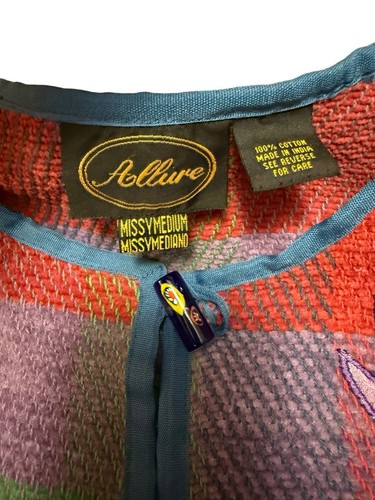 Allure
MISSYMEDIUM
MISSYMEDIANO
100% COTTON
MADE IN INDIA
SEE REVERSE
FOR CARE